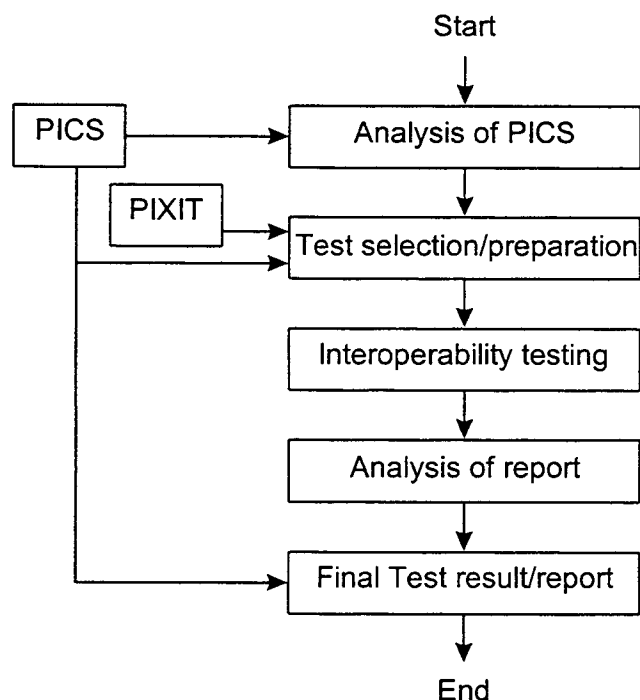 Start
PICS
Analysis of PICS
PIXIT
Test selection/preparation
Interoperability testing
Analysis of report
Final Test result/report
End